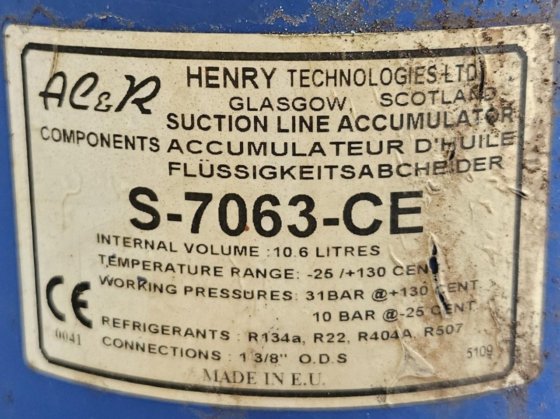 AC&R
COMPONENTS
HENRY TECHNOLOGIES LTD
GLASGOW, SCOTLAND
SUCTION LINE ACCUMULATOR
ACCUMULATEUR D'HUILE
FLÜSSIGKEITSABCHEIDER
S-7063-CE
INTERNAL VOLUME : 10.6 LITRES
TEMPERATURE RANGE: -25 /+130 CENT
WORKING PRESSURES: 31BAR @+130 CENT
10 BAR @-25 CENT
REFRIGERANTS : R134a, R22, R404A, R507
CONNECTIONS : 1 3/8" O.D.S
CE
0041
5109
MADE IN E.U.